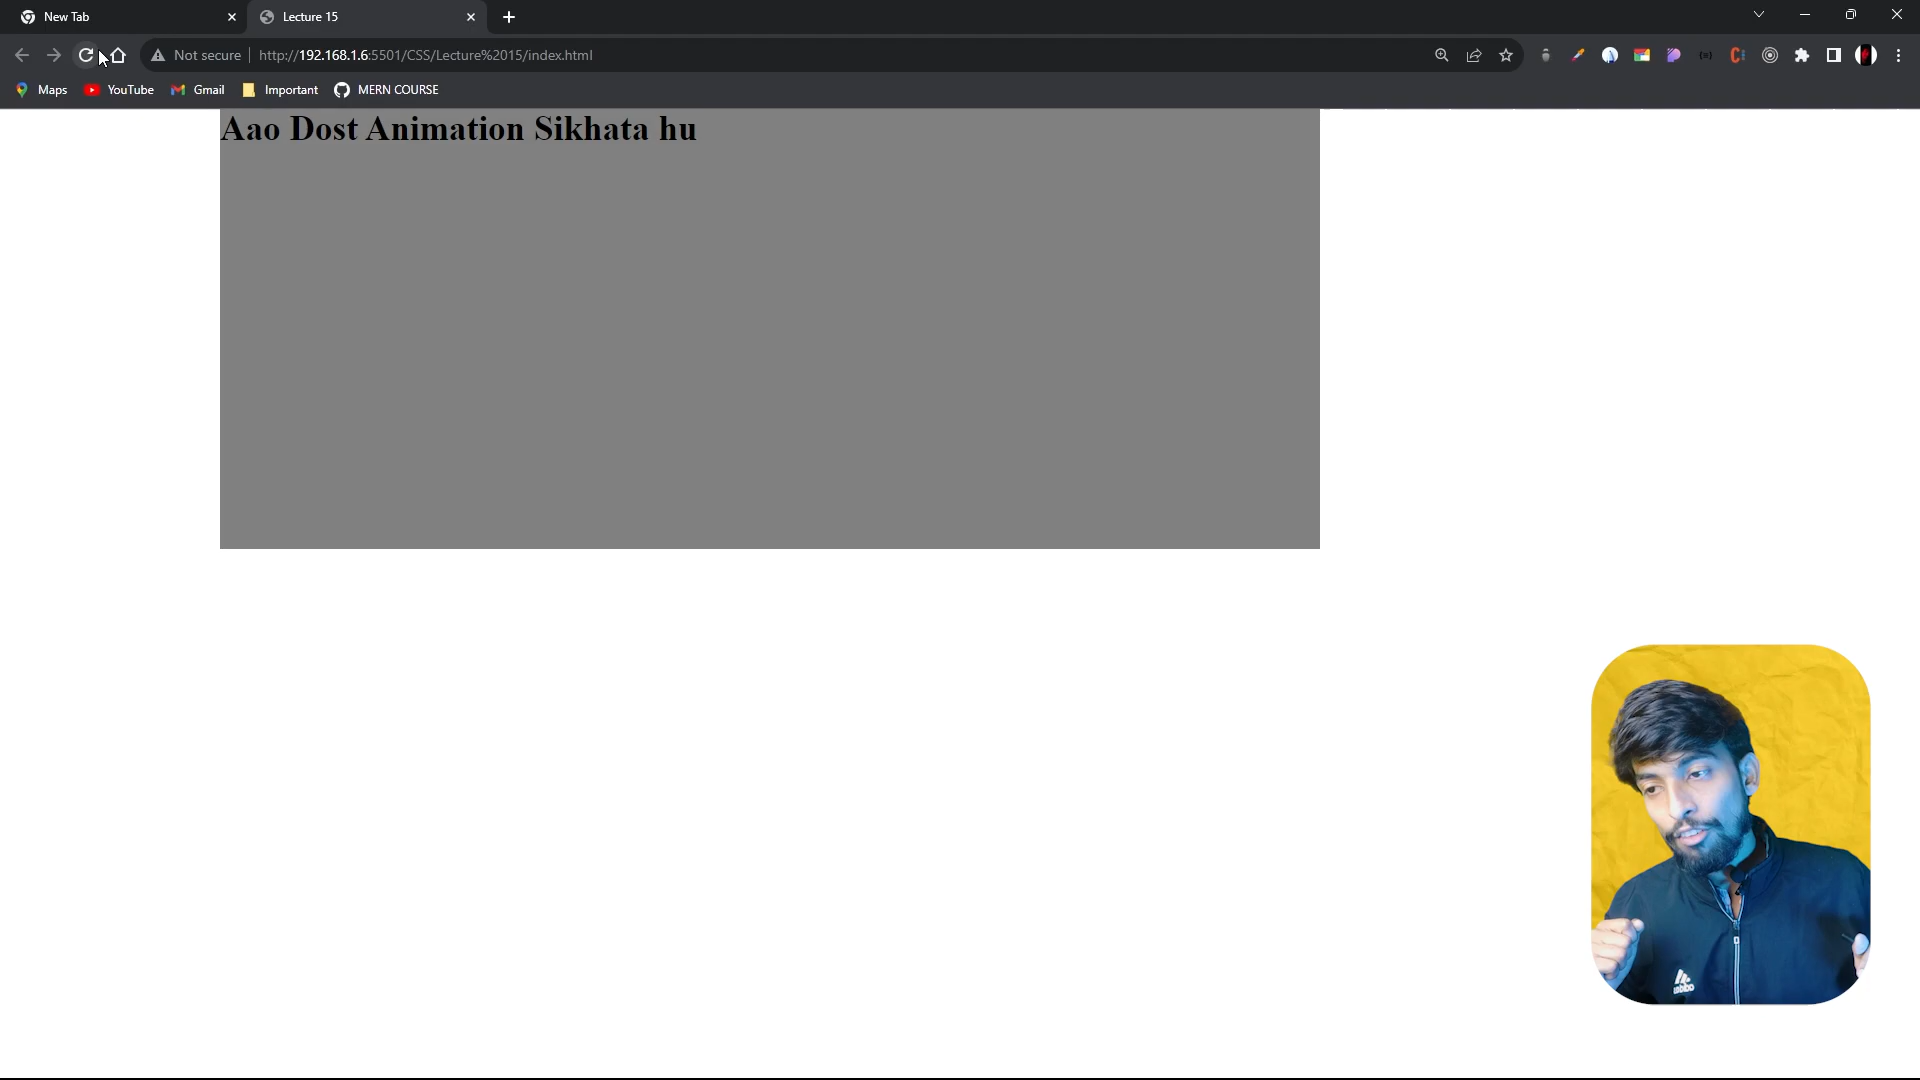 New Tab
Lecture 15
Not secure
http://192.168.1.6:5501/CSS/Lecture%2015/index.html
Maps
YouTube
Gmail
Important
MERN COURSE
Aao Dost Animation Sikhata hu